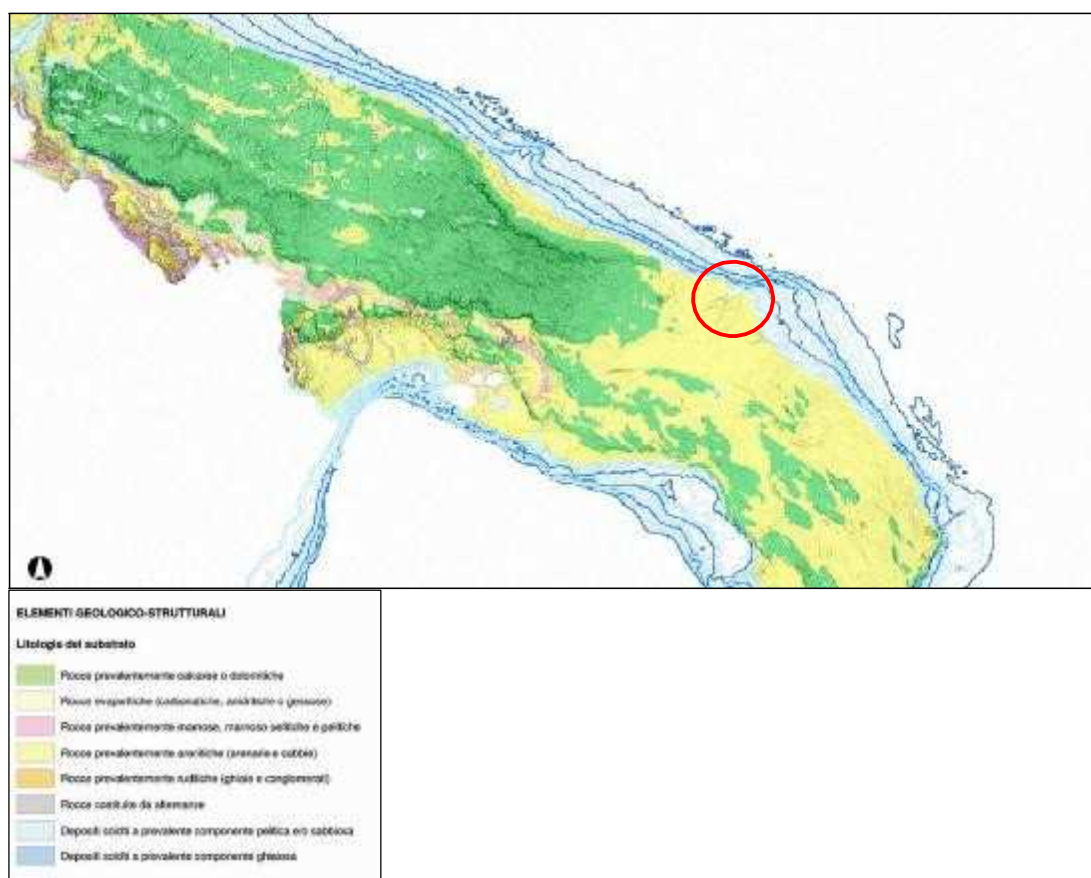 ELEMENTI GEOLOGICO-STRUTTURALI
Litologia del substrato
Rocce prevalentemente calcaree o dolomitiche
Rocce evaporitiche (carbonatiche, anidritiche o gessose)
Rocce prevalentemente marnose, marnoso pelitiche e pelitiche
Rocce prevalentemente arenitiche (arenarie e sabbie)
Rocce prevalentemente ruditiche (ghiaie e conglomerati)
Rocce costituite da alternanze
Depositi sciolti a prevalente componente pelitica e/o sabbiosa
Depositi sciolti a prevalente componente ghiaiosa